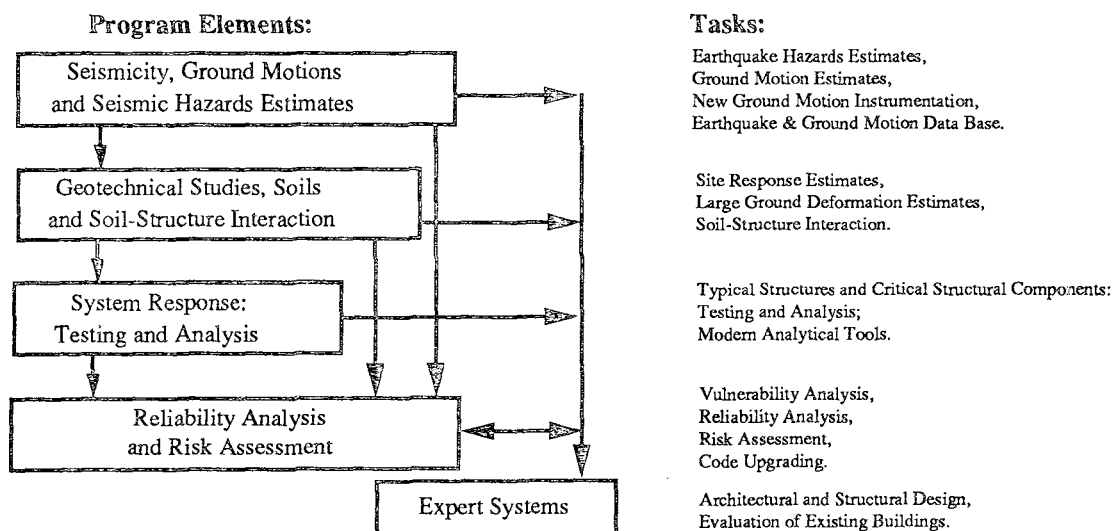 Program Elements:
Seismicity, Ground Motions
and Seismic Hazards Estimates
Geotechnical Studies, Soils
and Soil-Structure Interaction
System Response:
Testing and Analysis
Reliability Analysis
and Risk Assessment
Expert Systems
Tasks:
Earthquake Hazards Estimates,
Ground Motion Estimates,
New Ground Motion Instrumentation,
Earthquake & Ground Motion Data Base.
Site Response Estimates,
Large Ground Deformation Estimates,
Soil-Structure Interaction.
Typical Structures and Critical Structural Components:
Testing and Analysis;
Modern Analytical Tools.
Vulnerability Analysis,
Reliability Analysis,
Risk Assessment,
Code Upgrading.
Architectural and Structural Design,
Evaluation of Existing Buildings.